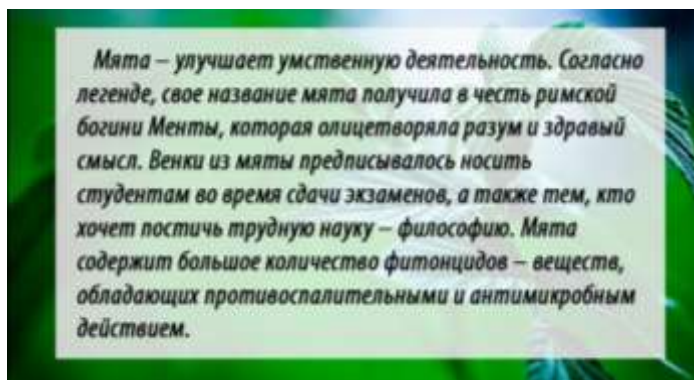 Мята – улучшает умственную деятельность. Согласно
легенде, свое название мята получила в честь римской
богини Менты, которая олицетворяла разум и здравый
смысл. Венки из мяты предписывалось носить
студентам во время сдачи экзаменов, а также тем, кто
хочет постичь трудную науку – философию. Мята
содержит большое количество фитонцидов – веществ,
обладающих противоспалительными и антимикробным
действием.